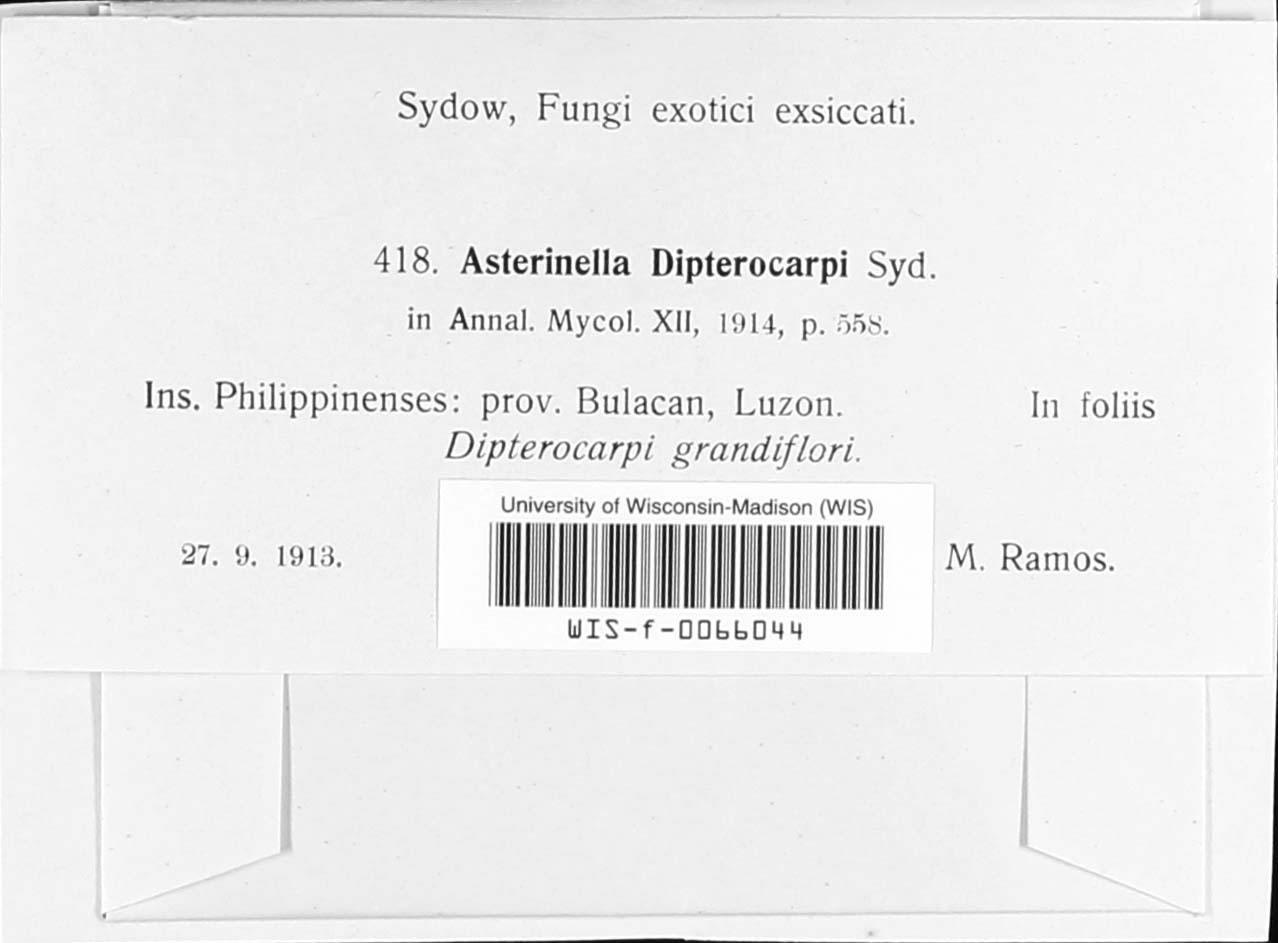 Sydow, Fungi exotici exsiccati.
418. Asterinella Dipterocarpi Syd.
in Annal. Mycol. XII, 1914, p. 558.
Ins. Philippinenses: prov. Bulacan, Luzon. In foliis
Dipterocarpi grandiflori.
University of Wisconsin-Madison (WIS)
27. 9. 1913. M. Ramos.
WIS-f-0066044